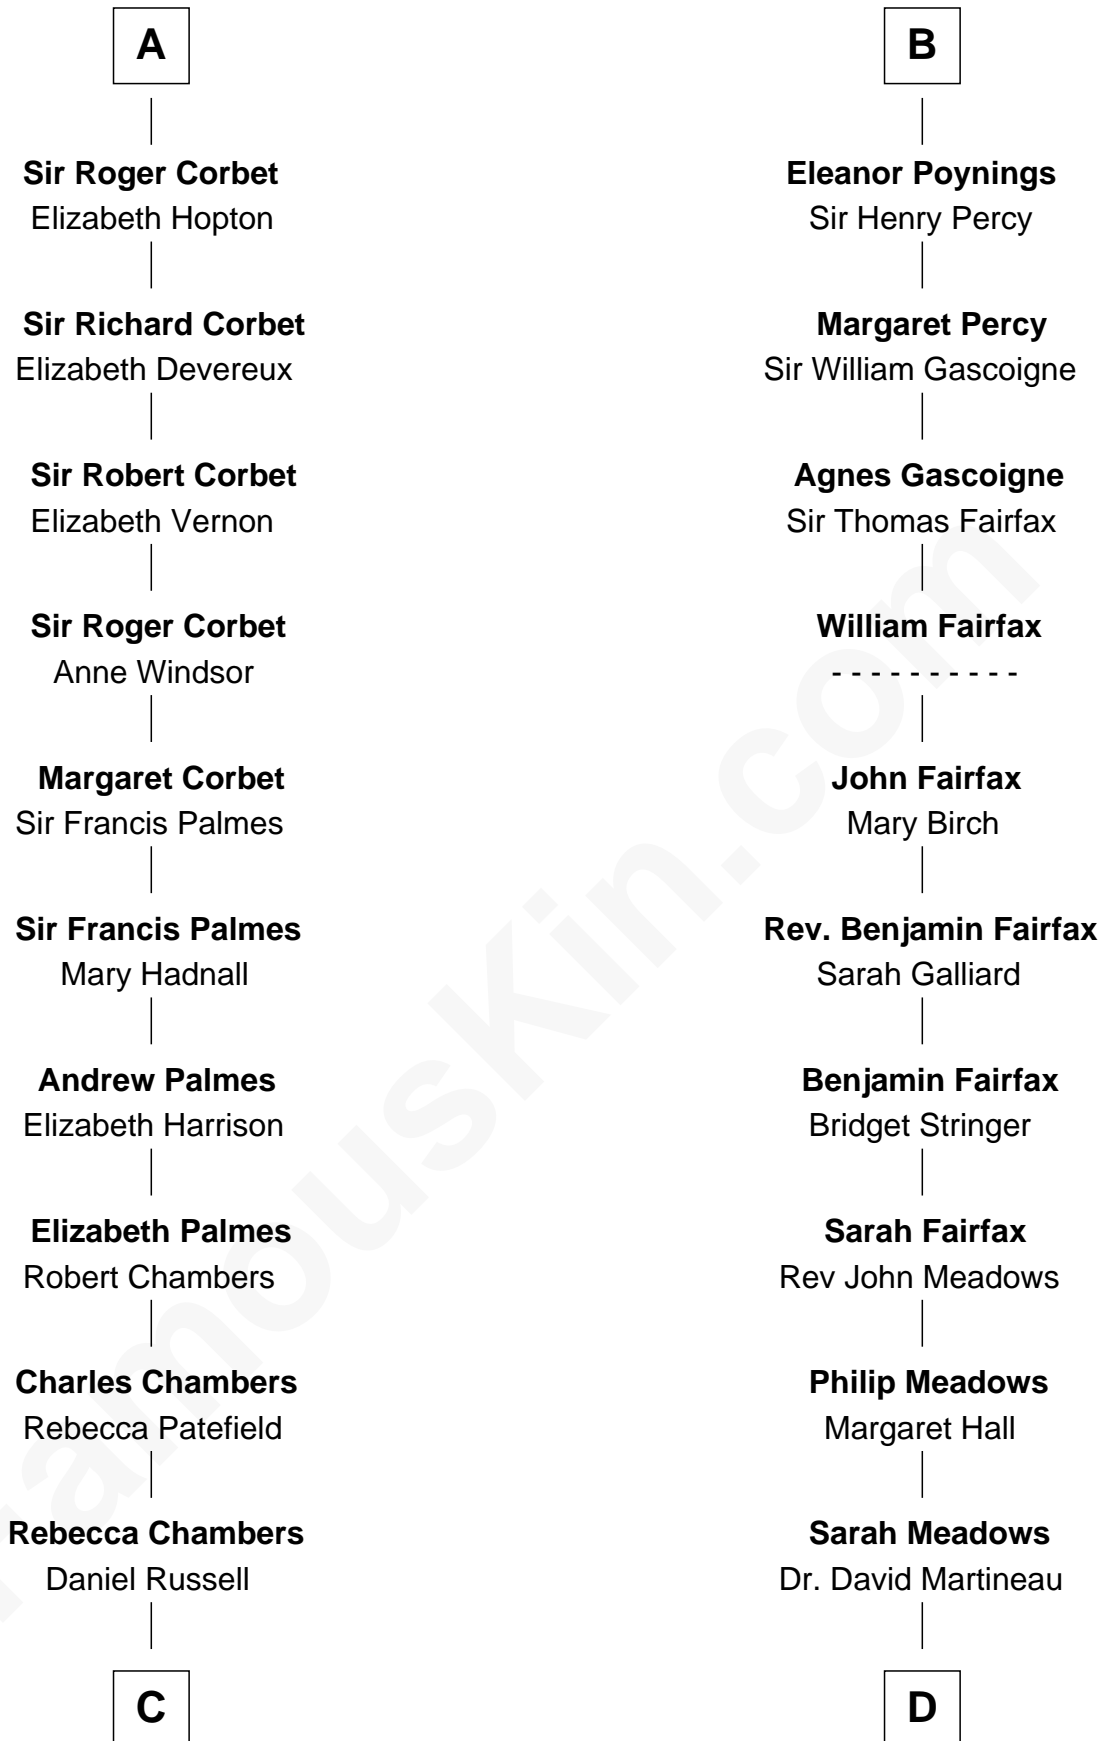 A
Sir Roger Corbet
Elizabeth Hopton
Sir Richard Corbet
Elizabeth Devereux
Sir Robert Corbet
Elizabeth Vernon
Sir Roger Corbet
Anne Windsor
Margaret Corbet
Sir Francis Palmes
Sir Francis Palmes
Mary Hadnall
Andrew Palmes
Elizabeth Harrison
Elizabeth Palmes
Robert Chambers
Charles Chambers
Rebecca Patefield
Rebecca Chambers
Daniel Russell
C
B
Eleanor Poynings
Sir Henry Percy
Margaret Percy
Sir William Gascoigne
Agnes Gascoigne
Sir Thomas Fairfax
William Fairfax
- - - - - - - - - -
John Fairfax
Mary Birch
Rev. Benjamin Fairfax
Sarah Galliard
Benjamin Fairfax
Bridget Stringer
Sarah Fairfax
Rev John Meadows
Philip Meadows
Margaret Hall
Sarah Meadows
Dr. David Martineau
D
FamousKin.com